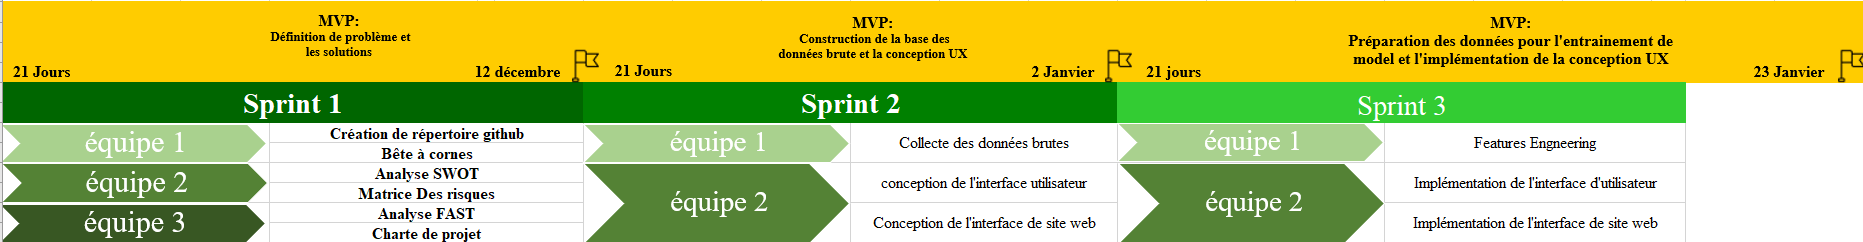 MVP:
Définition de problème et
les solutions
21 Jours
12 décembre
MVP:
Construction de la base des
données brute et la conception UX
21 Jours
2 Janvier
MVP:
Préparation des données pour l'entrainement de
model et l'implémentation de la conception UX
21 jours
23 Janvier
Sprint 1
Sprint 2
Sprint 3
équipe 1
Création de répertoire github
Bête à cornes
équipe 2
Analyse SWOT
Matrice Des risques
équipe 3
Analyse FAST
Charte de projet
équipe 1
Collecte des données brutes
équipe 2
conception de l'interface utilisateur
Conception de l'interface de site web
équipe 1
Features Engneering
équipe 2
Implémentation de l'interface d'utilisateur
Implémentation de l'interface de site web